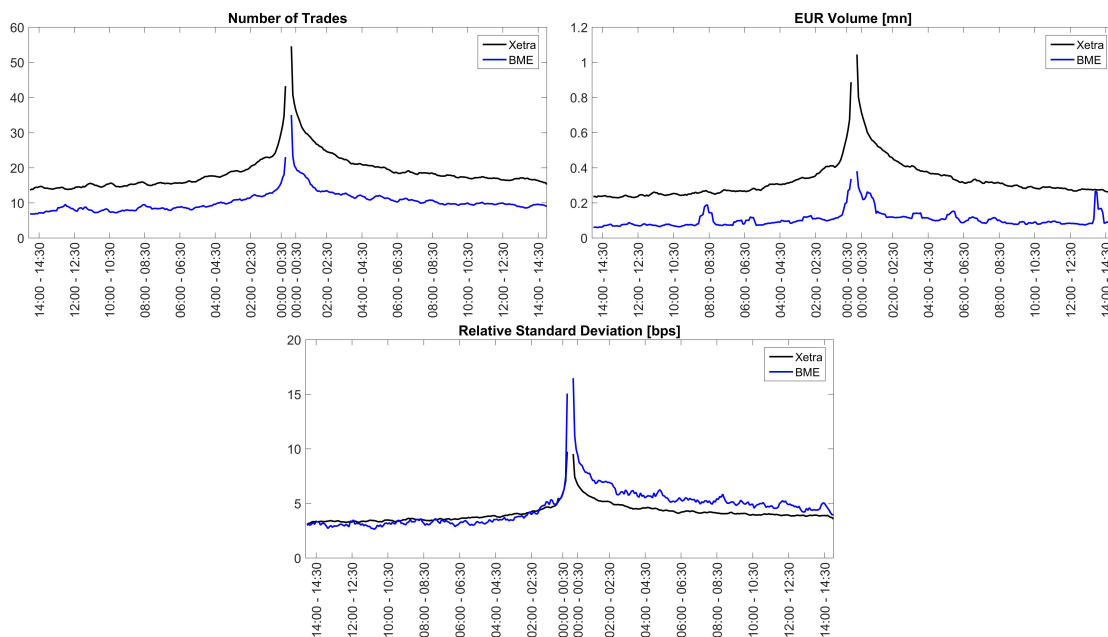 Number of Trades
60
50
40
30
20
10
0
Xetra
BME
14:00 - 14:30
12:00 - 12:30
10:00 - 10:30
08:00 - 08:30
06:00 - 06:30
04:00 - 04:30
02:00 - 02:30
00:00 - 00:30
00:00 - 00:30
02:00 - 02:30
04:00 - 04:30
06:00 - 06:30
08:00 - 08:30
10:00 - 10:30
12:00 - 12:30
14:00 - 14:30
EUR Volume [mn]
1.2
1
0.8
0.6
0.4
0.2
0
Xetra
BME
14:00 - 14:30
12:00 - 12:30
10:00 - 10:30
08:00 - 08:30
06:00 - 06:30
04:00 - 04:30
02:00 - 02:30
00:00 - 00:30
00:00 - 00:30
02:00 - 02:30
04:00 - 04:30
06:00 - 06:30
08:00 - 08:30
10:00 - 10:30
12:00 - 12:30
14:00 - 14:30
Relative Standard Deviation [bps]
20
15
10
5
0
Xetra
BME
14:00 - 14:30
12:00 - 12:30
10:00 - 10:30
08:00 - 08:30
06:00 - 06:30
04:00 - 04:30
02:00 - 02:30
00:00 - 00:30
00:00 - 00:30
02:00 - 02:30
04:00 - 04:30
06:00 - 06:30
08:00 - 08:30
10:00 - 10:30
12:00 - 12:30
14:00 - 14:30